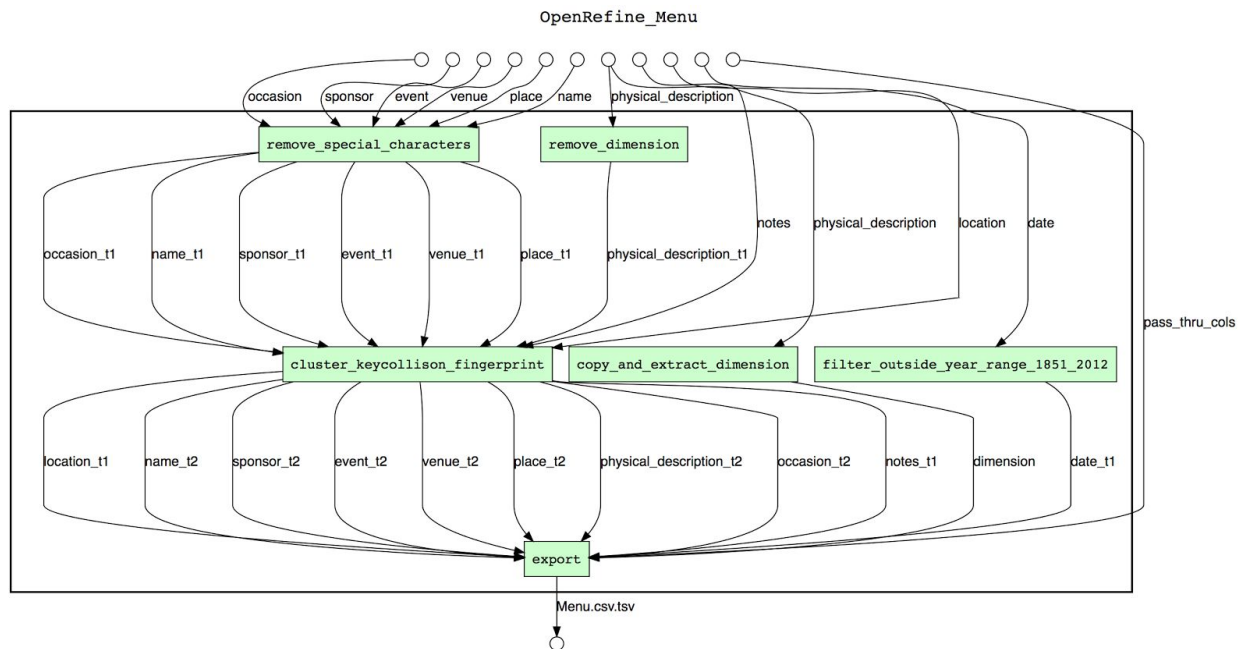 OpenRefine_Menu
occasion
sponsor
event
venue
place
name
physical_description
remove_special_characters
remove_dimension
occasion_t1
name_t1
sponsor_t1
event_t1
venue_t1
place_t1
physical_description_t1
notes
physical_description
location
date
pass_thru_cols
cluster_keycollison_fingerprint
copy_and_extract_dimension
filter_outside_year_range_1851_2012
location_t1
name_t2
sponsor_t2
event_t2
venue_t2
place_t2
physical_description_t2
occasion_t2
notes_t1
dimension
date_t1
export
Menu.csv.tsv